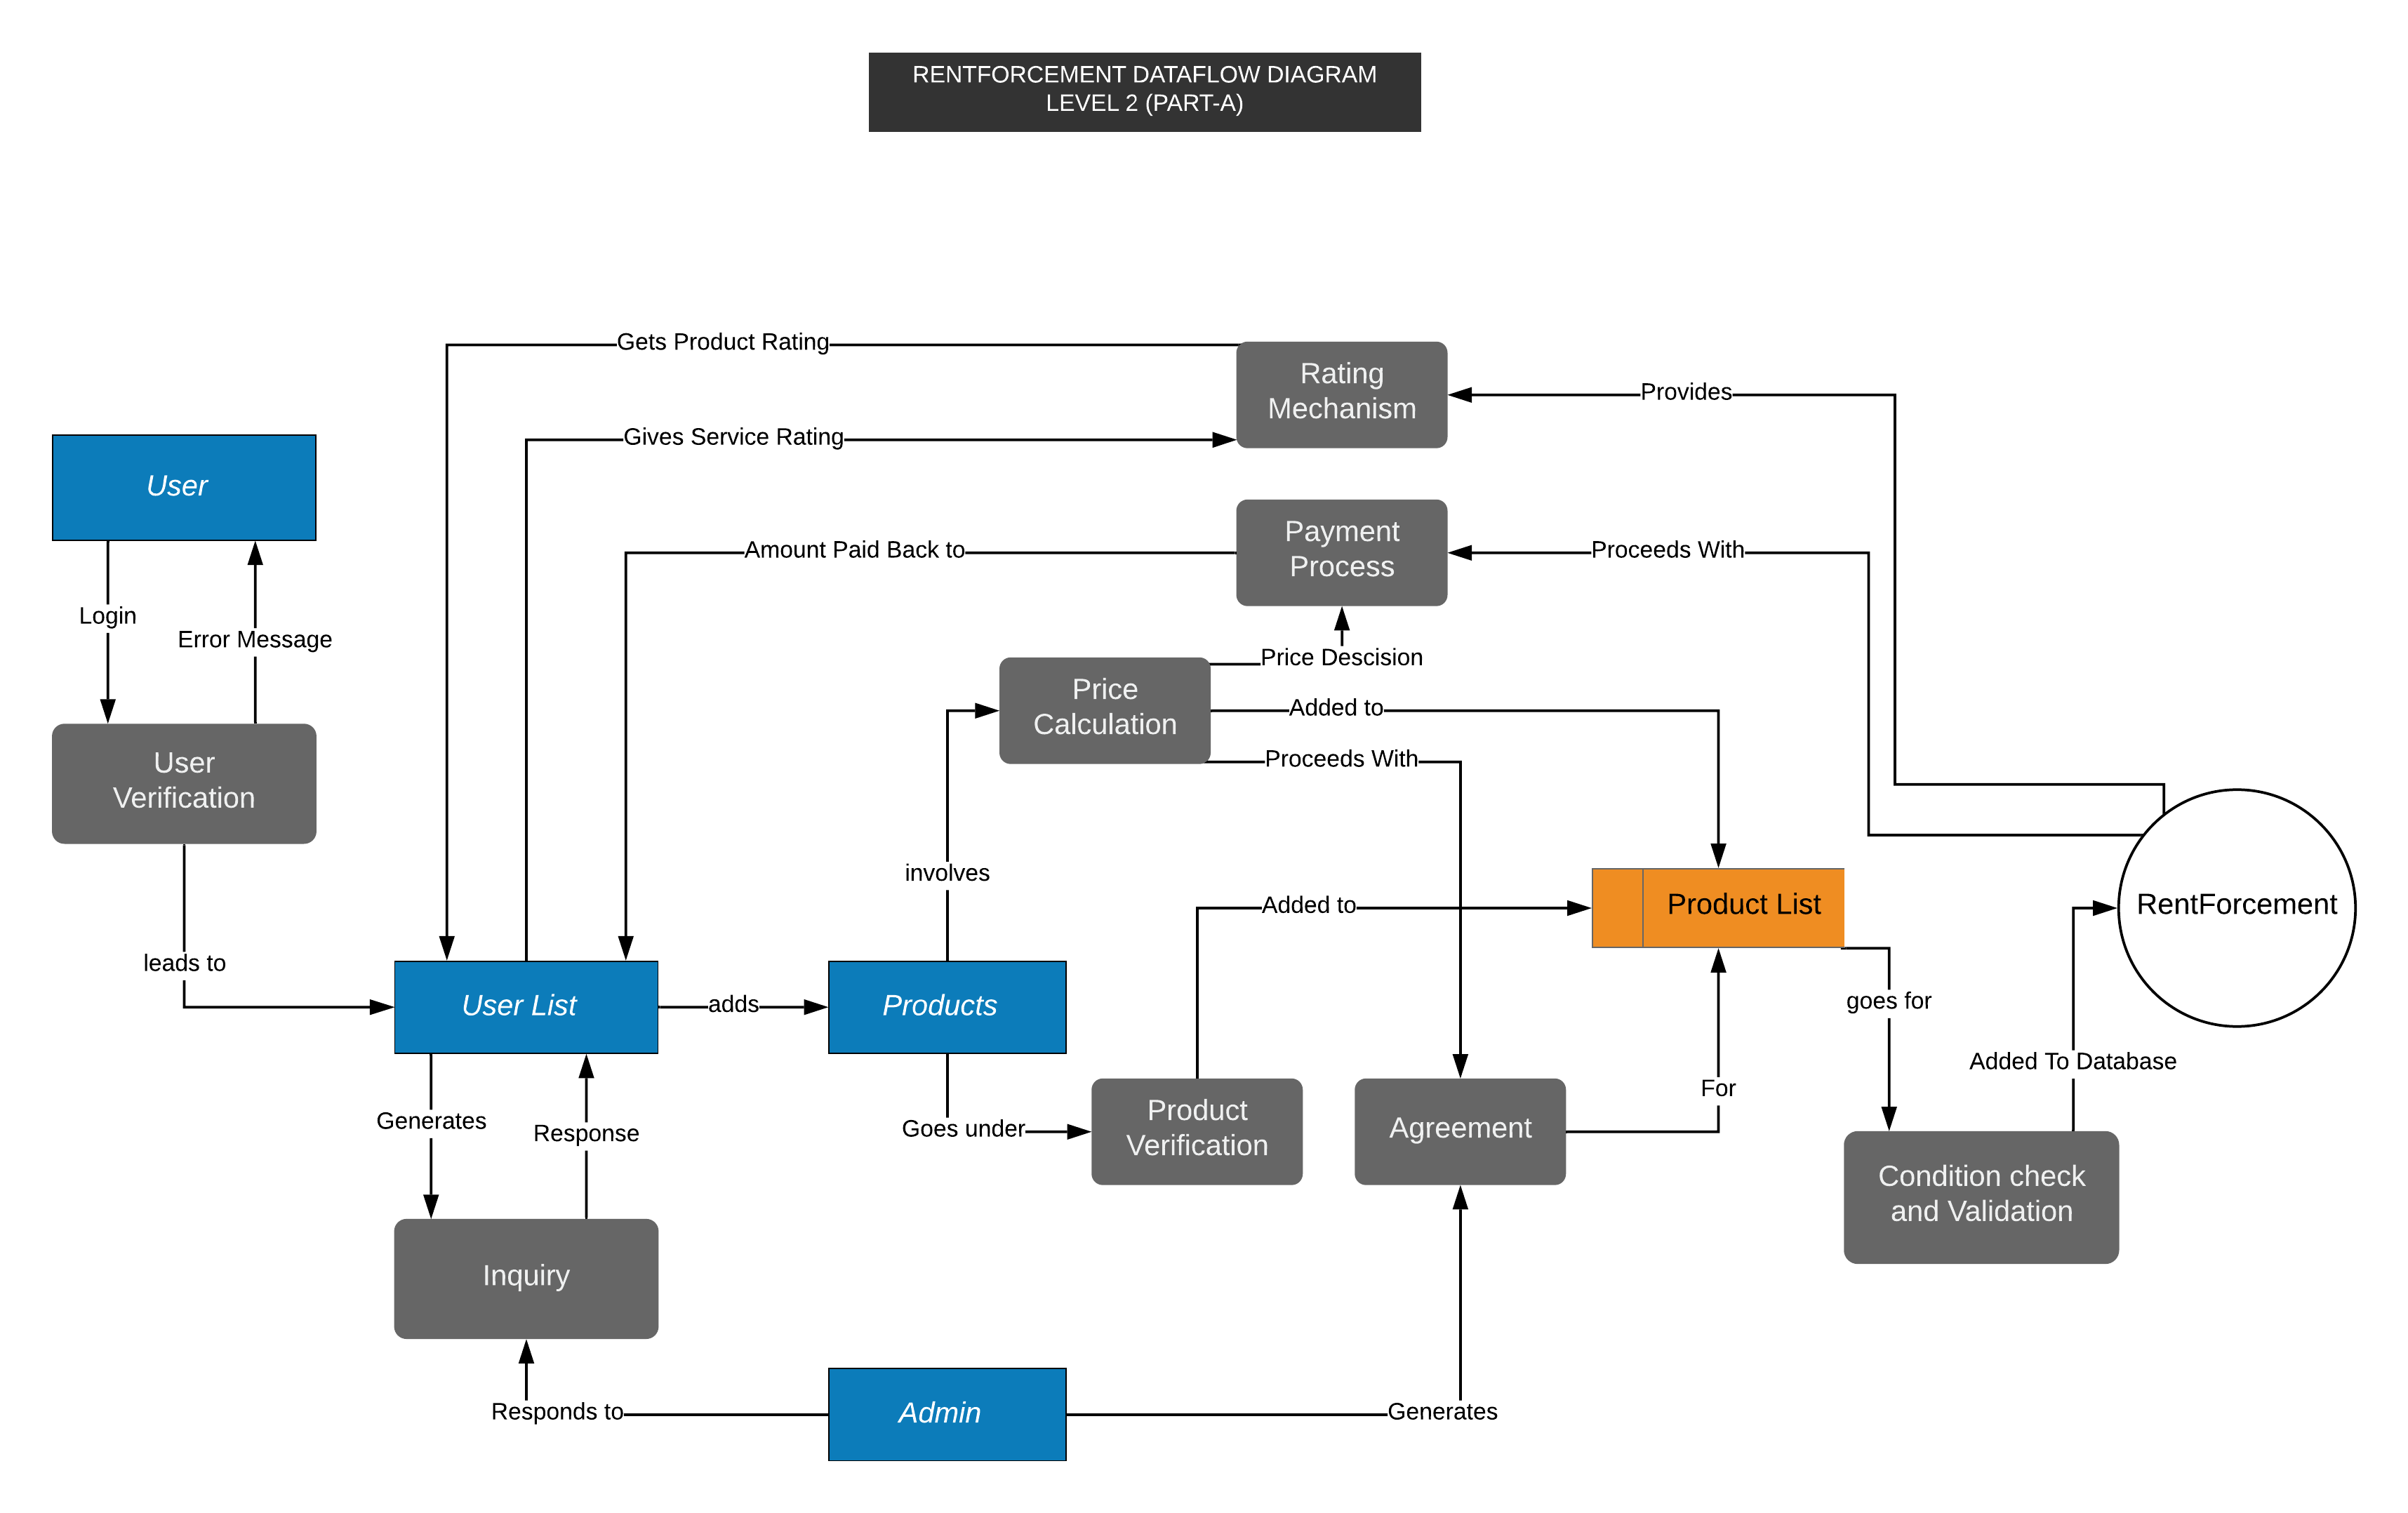 RENTFORCEMENT DATAFLOW DIAGRAM
LEVEL 2 (PART-A)
Gets Product Rating
Rating
Mechanism
Provides
Gives Service Rating
User
Payment
Process
Amount Paid Back to
Proceeds With
Login
Error Message
Price Descision
Price
Calculation
Added to
Proceeds With
User
Verification
involves
Added to
Product List
RentForcement
leads to
User List
adds
Products
goes for
Added To Database
For
Generates
Response
Goes under
Product
Verification
Agreement
Condition check
and Validation
Inquiry
Responds to
Admin
Generates